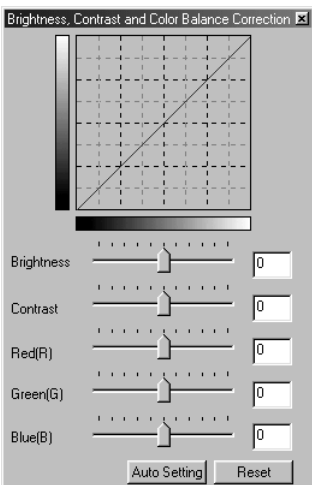 Brightness, Contrast and Color Balance Correction
Brightness 0
Contrast 0
Red(R) 0
Green(G) 0
Blue(B) 0
Auto Setting Reset